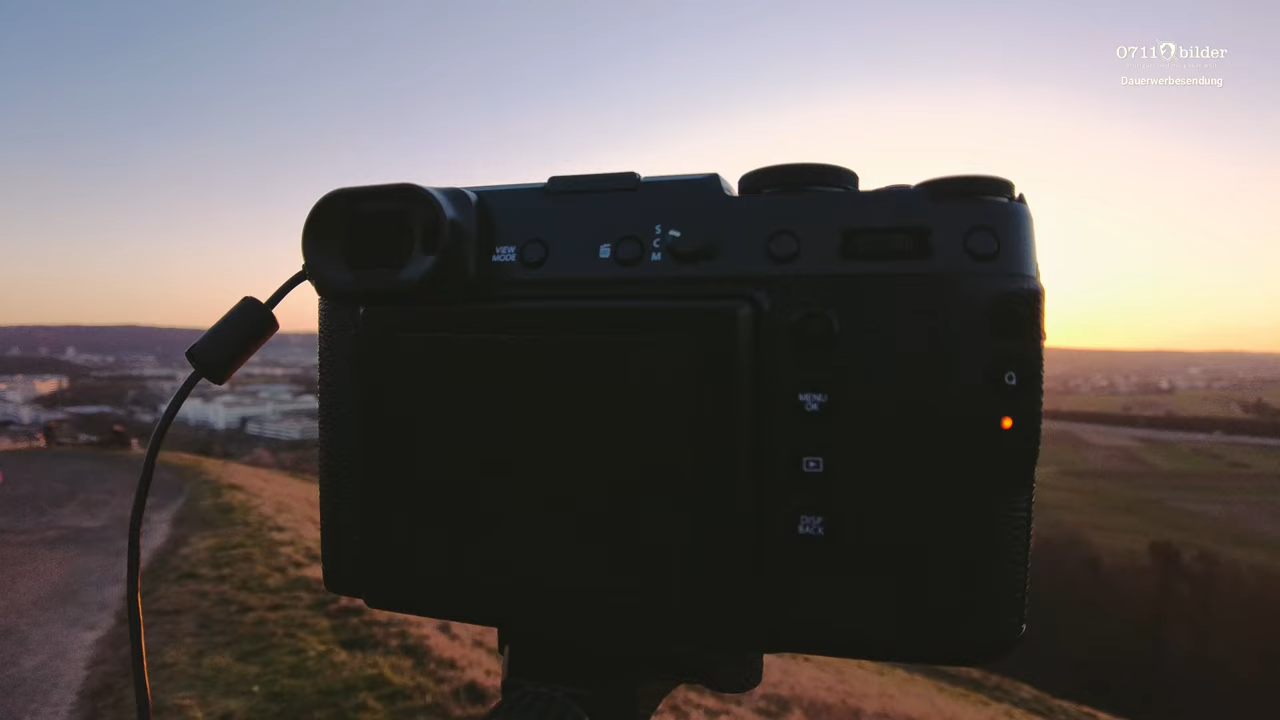 0711 bilder
Dauerwerbesendung
VIEW
MODE
S
C
M
MENU
OK
Q
DISP
BACK